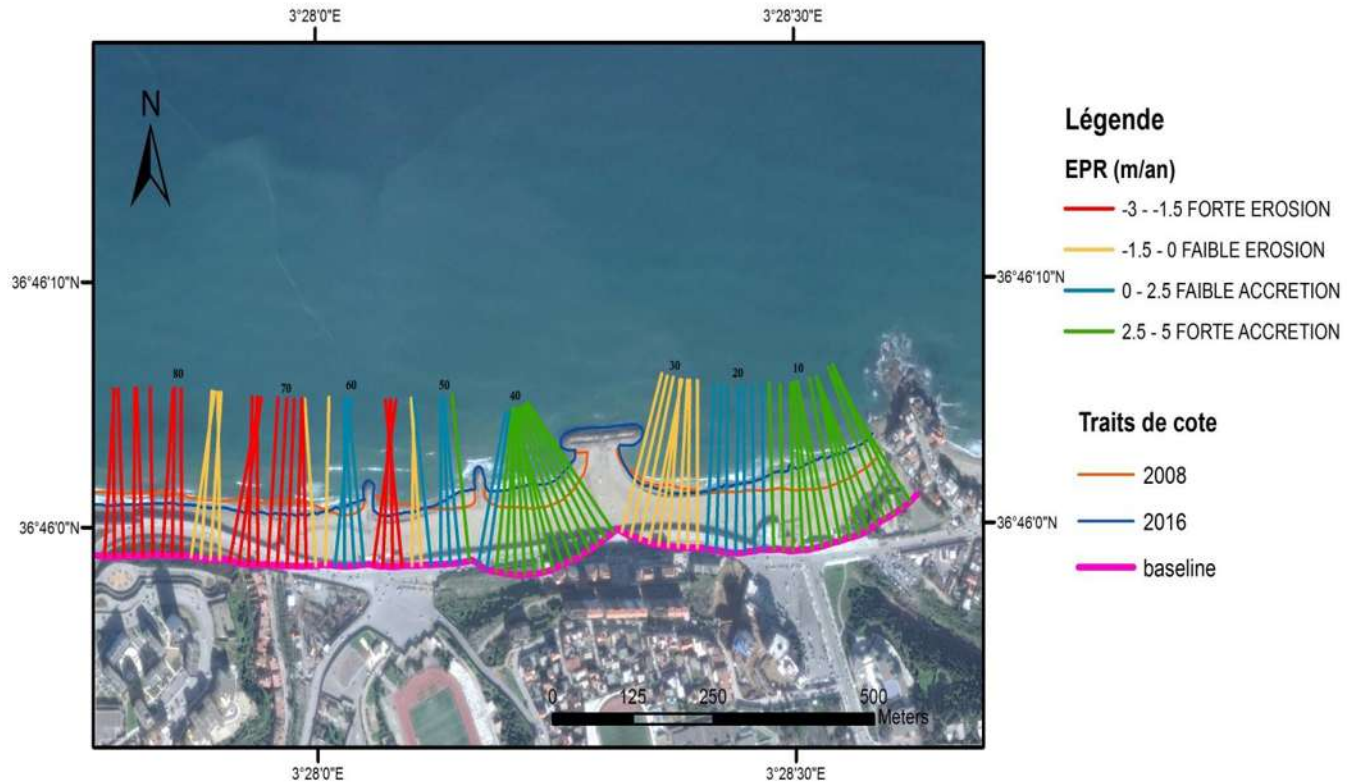 3°28'0"E 3°28'30"E
N
36°46'10"N 36°46'10"N
80 70 60 50 40 30 20 10
36°46'0"N 36°46'0"N
0 125 250 500
Meters
3°28'0"E 3°28'30"E
Légende
EPR (m/an)
-3 - -1.5 FORTE EROSION
-1.5 - 0 FAIBLE EROSION
0 - 2.5 FAIBLE ACCRETION
2.5 - 5 FORTE ACCRETION
Traits de cote
2008
2016
baseline